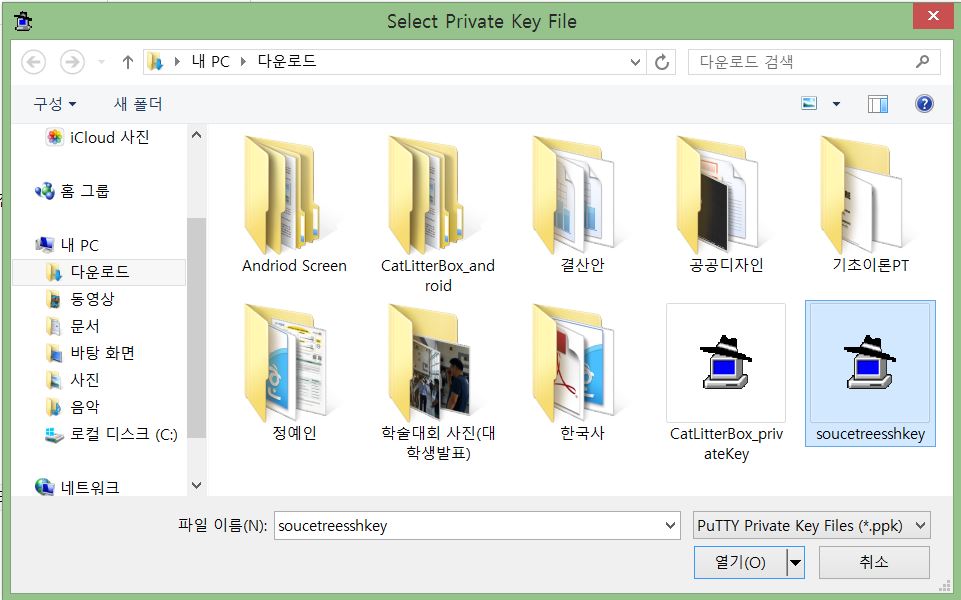 Select Private Key File
내 PC
다운로드
다운로드 검색
구성
새 폴더
iCloud 사진
홈 그룹
내 PC
다운로드
동영상
문서
바탕 화면
사진
음악
로컬 디스크 (C:)
네트워크
Andriod Screen
CatLitterBox_and
roid
결산안
공공디자인
기초이론PT
정예인
학술대회 사진(대
학생발표)
한국사
CatLitterBox_priv
ateKey
soucetreesshkey
파일 이름(N):
soucetreesshkey
PuTTY Private Key Files (*.ppk)
열기(O)
취소